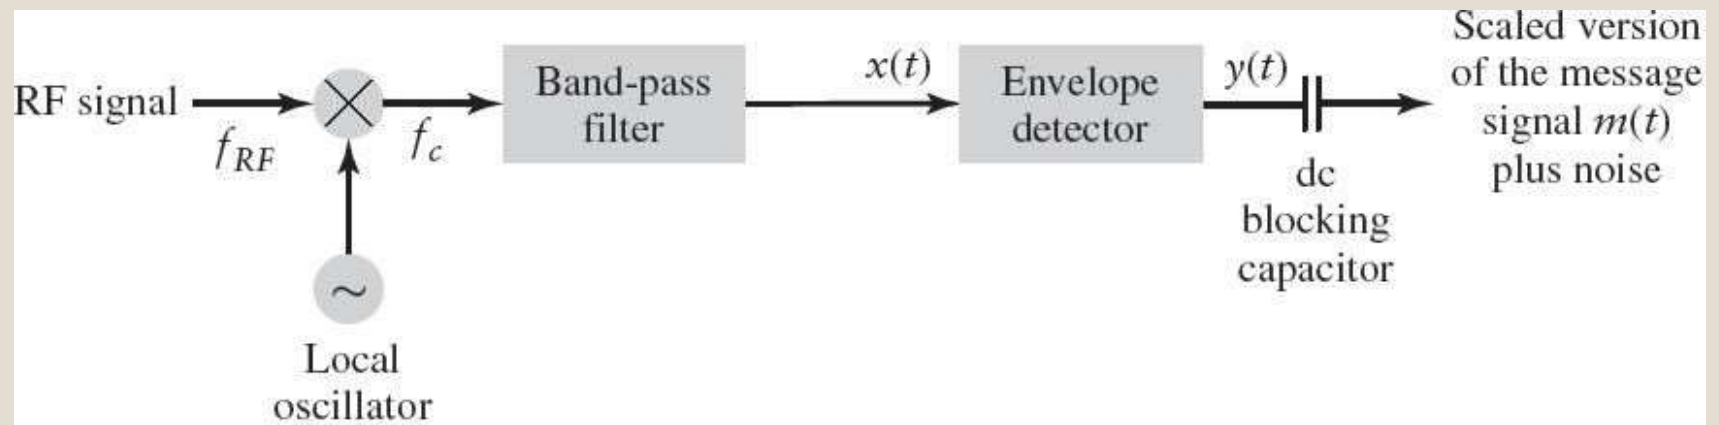 RF signal
f_RF
f_c
Band-pass
filter
x(t)
Envelope
detector
y(t)
dc
blocking
capacitor
Scaled version
of the message
signal m(t)
plus noise
~
Local
oscillator